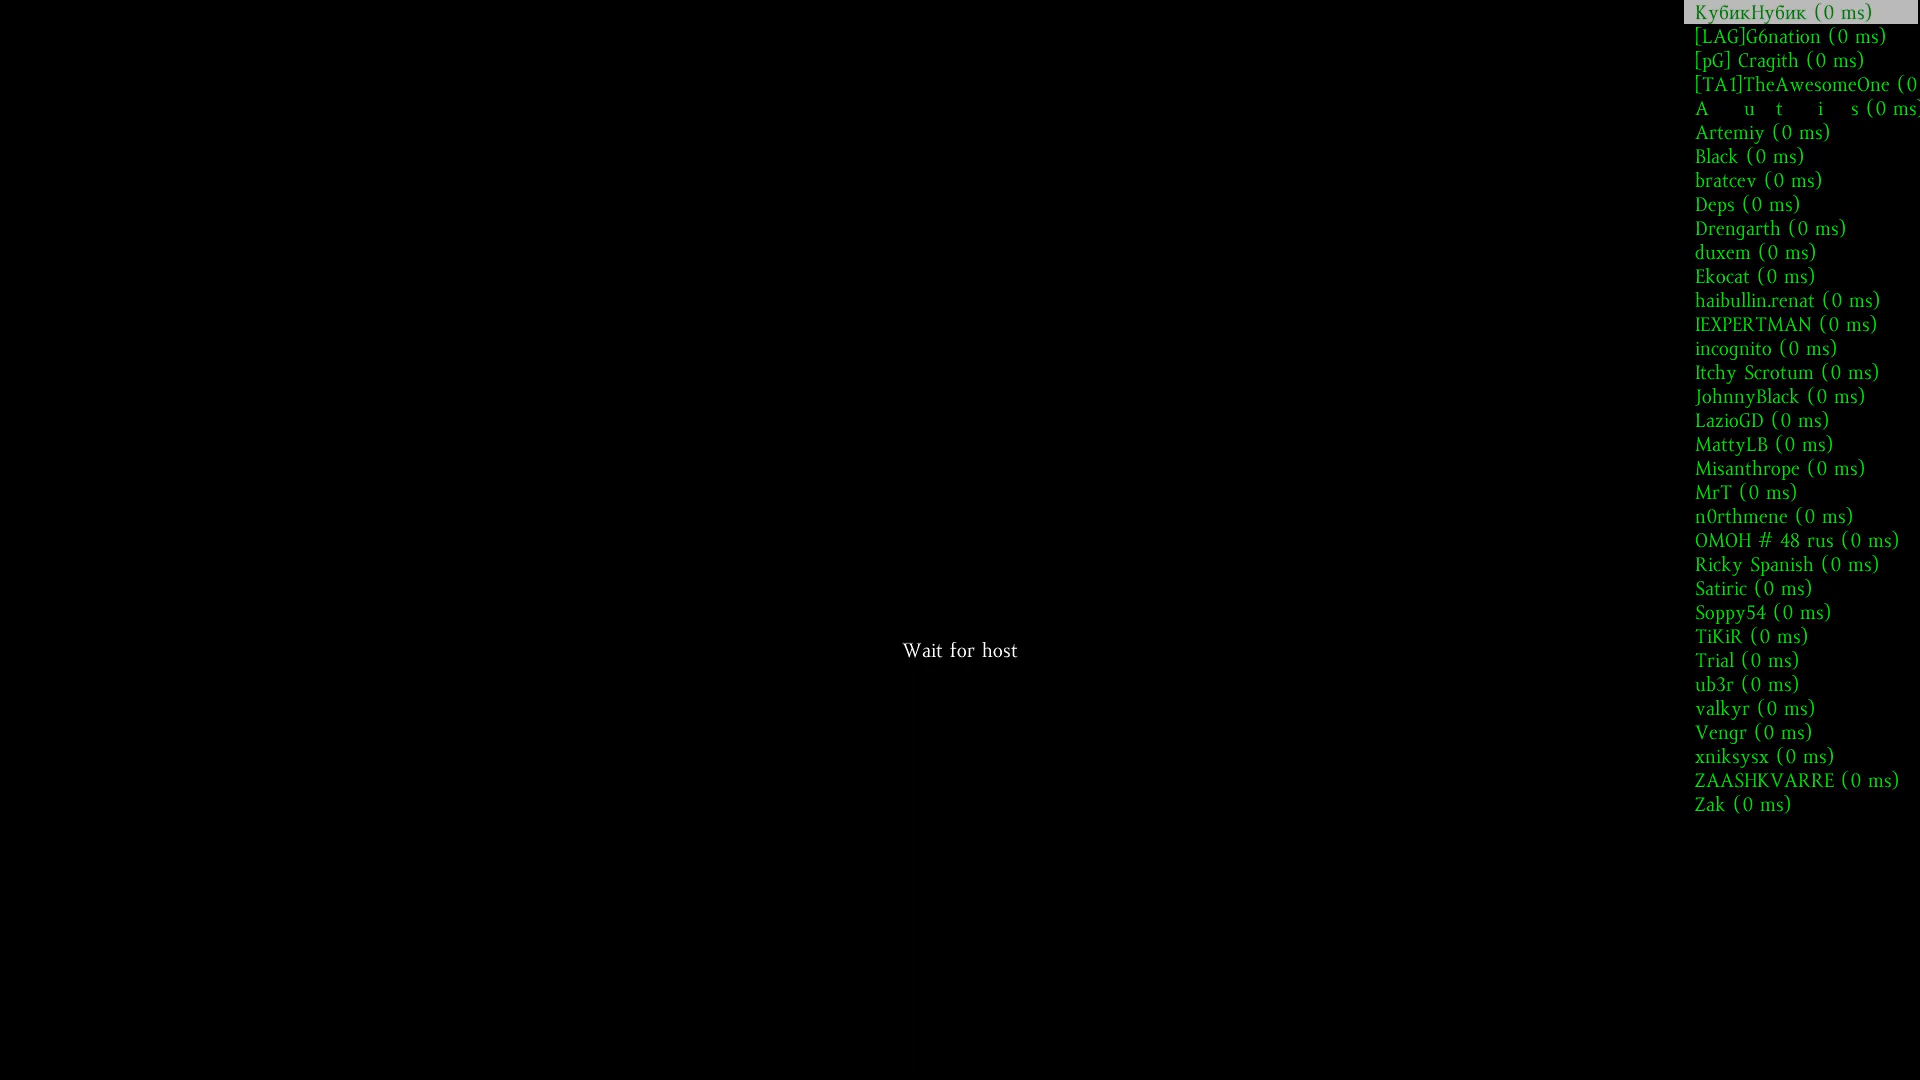 КубикНубик (0 ms)
[LAG]G6nation (0 ms)
[pG] Cragith (0 ms)
[TA1]TheAwesomeOne (0
A u t i s (0 ms)
Artemiy (0 ms)
Black (0 ms)
bratcev (0 ms)
Deps (0 ms)
Drengarth (0 ms)
duxem (0 ms)
Ekocat (0 ms)
haibullin.renat (0 ms)
IEXPERTMAN (0 ms)
incognito (0 ms)
Itchy Scrotum (0 ms)
JohnnyBlack (0 ms)
LazioGD (0 ms)
MattyLB (0 ms)
Misanthrope (0 ms)
MrT (0 ms)
n0rthmene (0 ms)
OMOH # 48 rus (0 ms)
Ricky Spanish (0 ms)
Satiric (0 ms)
Soppy54 (0 ms)
TiKiR (0 ms)
Wait for host
Trial (0 ms)
ub3r (0 ms)
valkyr (0 ms)
Vengr (0 ms)
xniksysx (0 ms)
ZAASHKVARRE (0 ms)
Zak (0 ms)